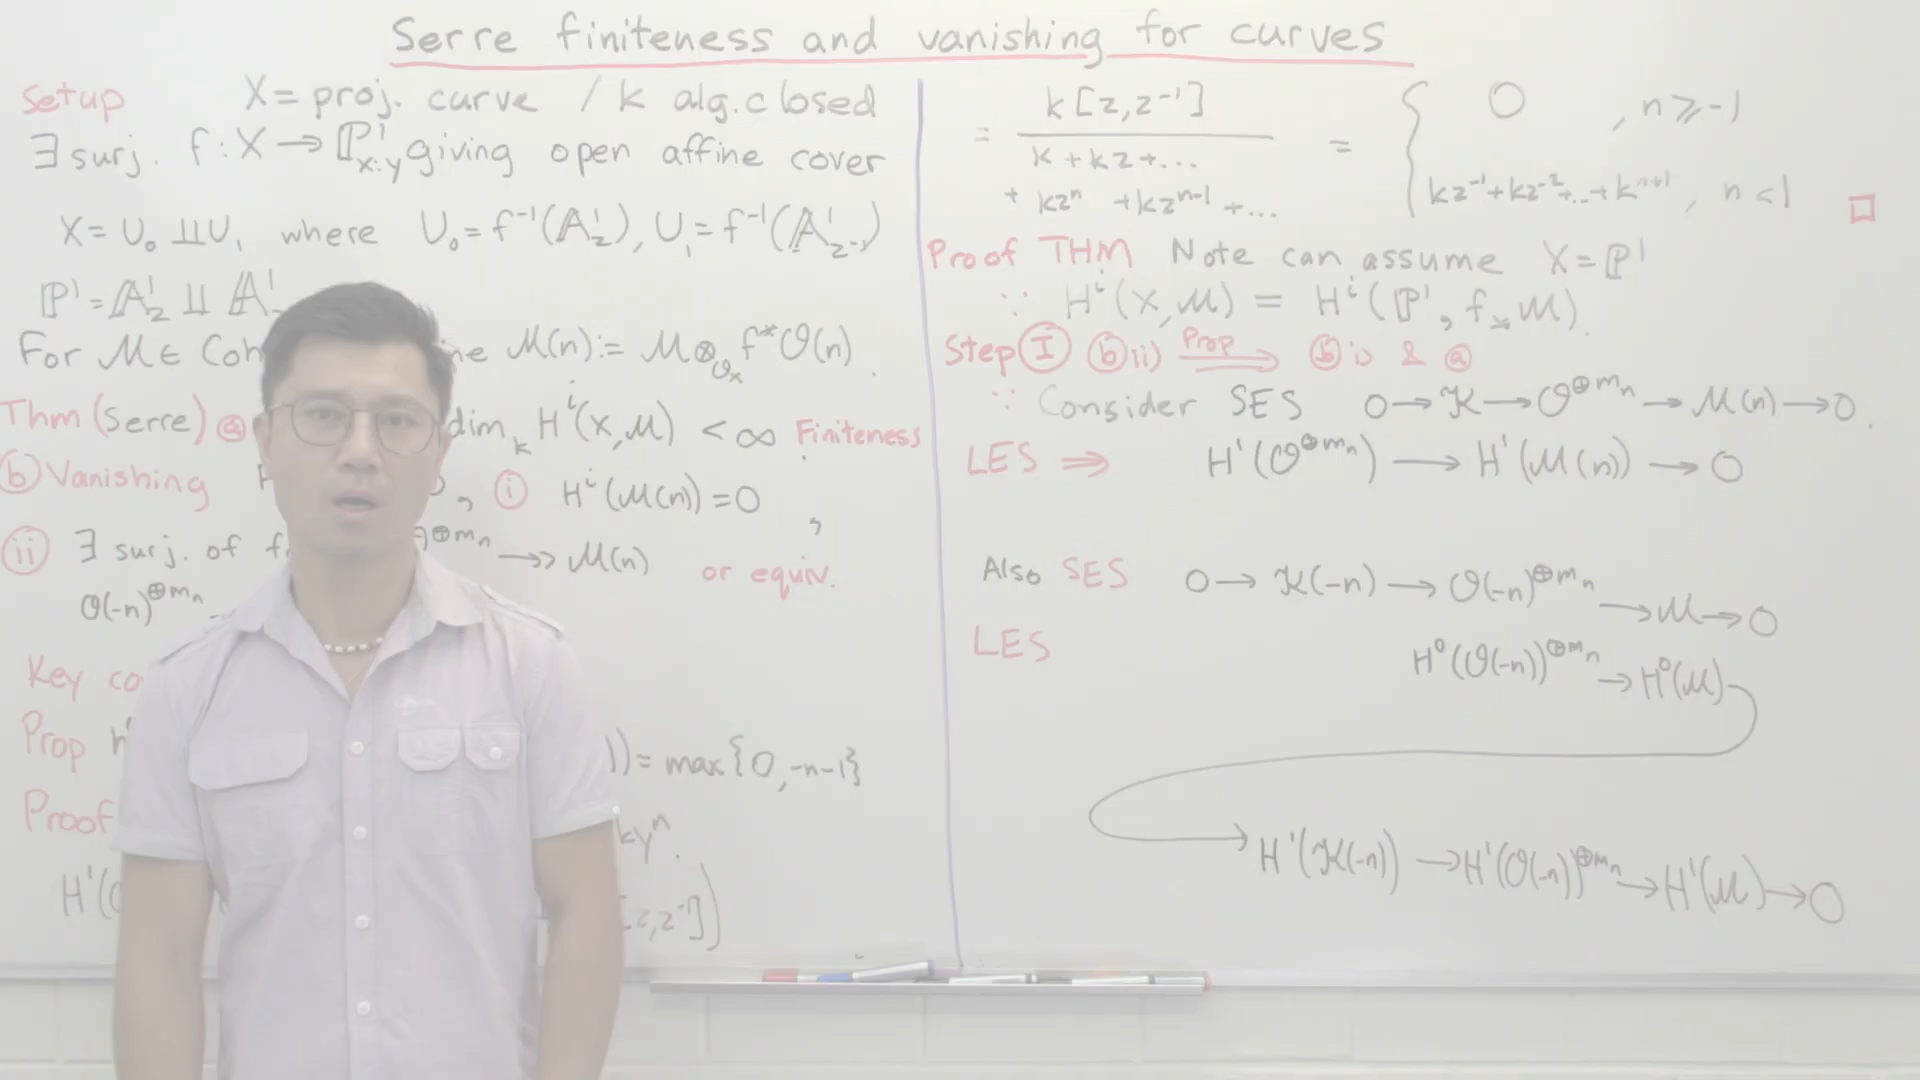 Serre finiteness and vanishing for curves
Setup X = proj. curve / k alg. closed
∃ surj. f : X → ℙ¹_{x:y} giving open affine cover
X = U₀ ⨿ U₁ where U₀ = f⁻¹(𝔸¹_z), U₁ = f⁻¹(𝔸¹_{z⁻¹})
ℙ¹ = 𝔸¹_z ⨿ 𝔸¹
For ℳ ∈ Coh ℳ(n) := ℳ ⊗_{𝒪_X} f*𝒪(n).
Thm (Serre) ⓐ dim_k Hⁱ(X,ℳ) < ∞ Finiteness
ⓑ Vanishing , ⓘ Hⁱ(ℳ(n)) = 0 ,
ⓘⓘ ∃ surj. of ^{⊕m_n} →> ℳ(n) or equiv.
𝒪(-n)^{⊕m_n}
Key
Prop )) = max{0,-n-1}
Proof ky^n.
H¹( z,z⁻¹])
= k[z,z⁻¹] / (k + kz + ... + kz^n + kz^{n-1} + ...) = { 0 , n ≥ -1
kz⁻¹ + kz⁻² + .. + k^{n+1} , n < 1 □
Proof THM Note can assume X = ℙ¹
∵ Hⁱ(X,ℳ) = Hⁱ(ℙ¹, f_*ℳ).
Step Ⓘ ⓑii) Prop ⟹ ⓑi) & ⓐ
∵ Consider SES 0 → 𝒦 → 𝒪^{⊕m_n} → ℳ(n) → 0.
LES ⟹ H¹(𝒪^{⊕m_n}) → H¹(ℳ(n)) → 0
Also SES 0 → 𝒦(-n) → 𝒪(-n)^{⊕m_n} → ℳ → 0
LES
H⁰(𝒪(-n))^{⊕m_n} → H⁰(ℳ)
→ H¹(𝒦(-n)) → H¹(𝒪(-n))^{⊕m_n} → H¹(ℳ) → 0